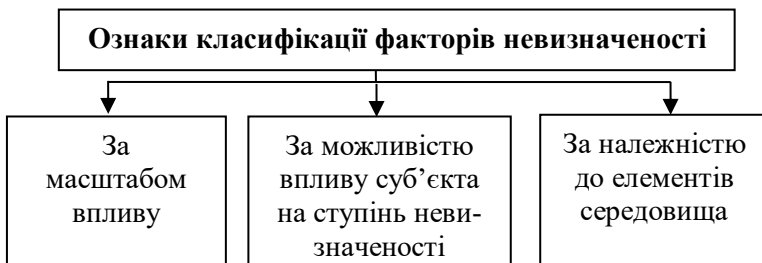 Ознаки класифікації факторів невизначеності
За
масштабом
впливу
За можливістю
впливу суб’єкта
на ступінь неви-
значеності
За належністю
до елементів
середовища